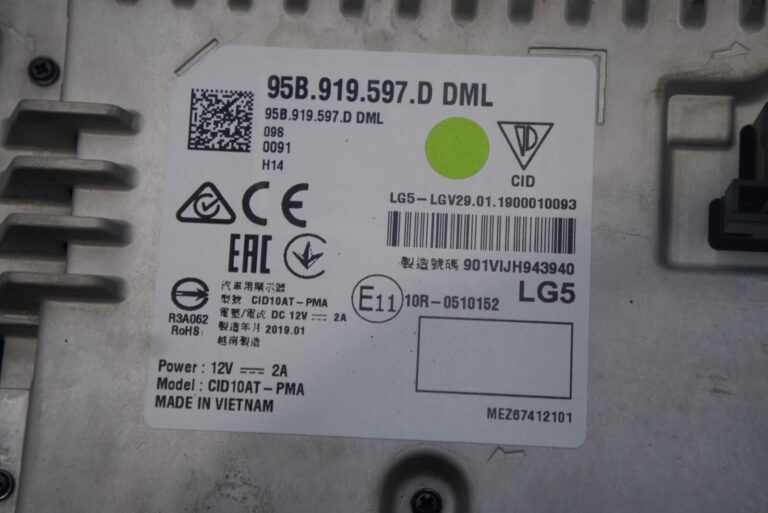 95B.919.597.D DML
95B.919.597.D DML
09S
0091
H14
CID
LG5-LGV29.01.1900010093
製造號碼 901VIJH943940
CE
EAC
LG5
E11 10R-0510152
汽車用顯示器
型號 CID10AT-PMA
電壓/電流 DC 12V ⎓ 2A
製造年月 2019.01
越南製造
R3A062
RoHS
Power : 12V ⎓ 2A
Model : CID10AT-PMA
MADE IN VIETNAM
MEZ67412101